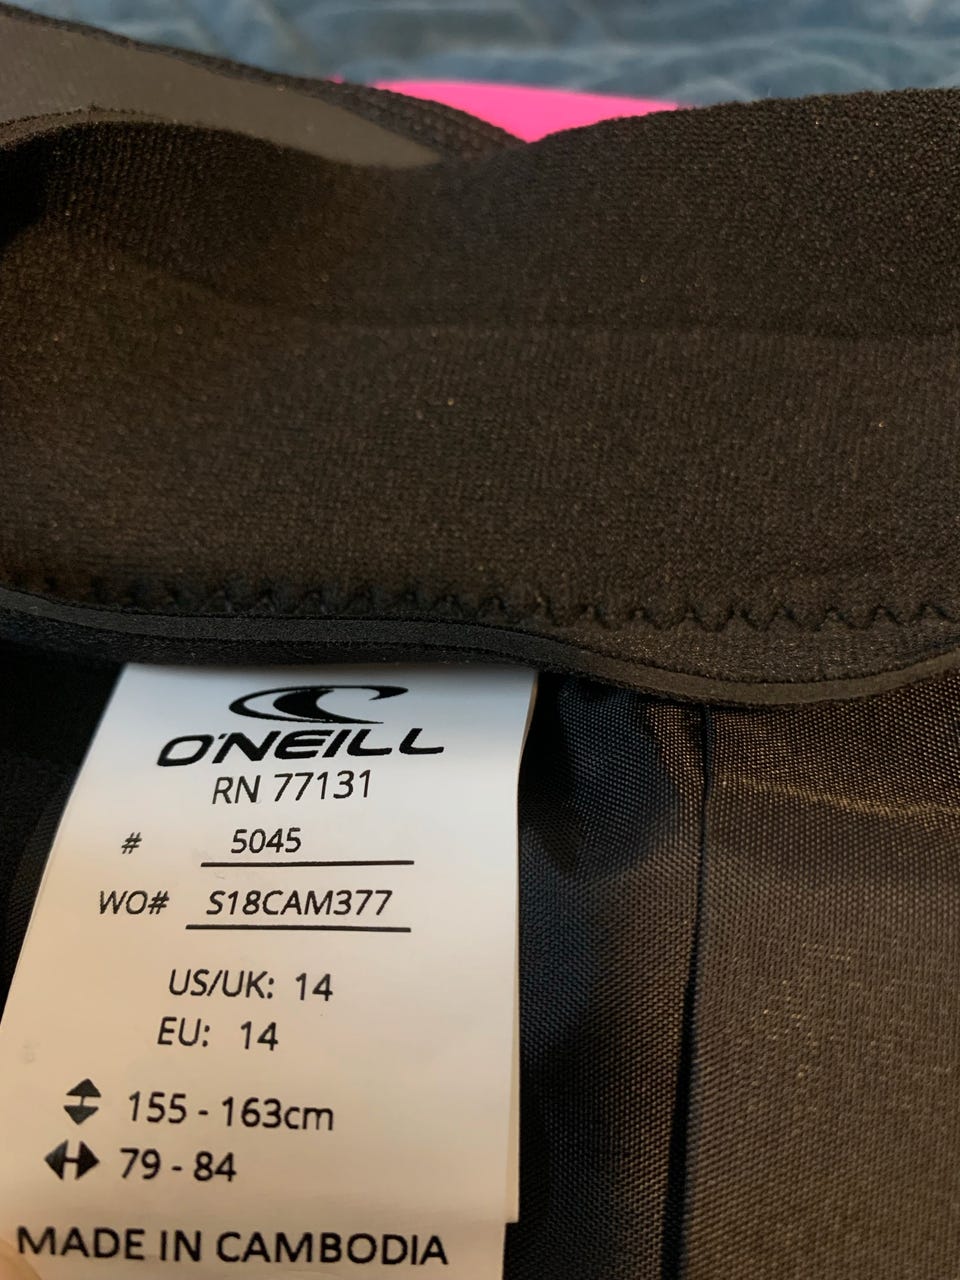 O'NEILL
RN 77131
# 5045
WO# S18CAM377
US/UK: 14
EU: 14
155 - 163cm
79 - 84
MADE IN CAMBODIA